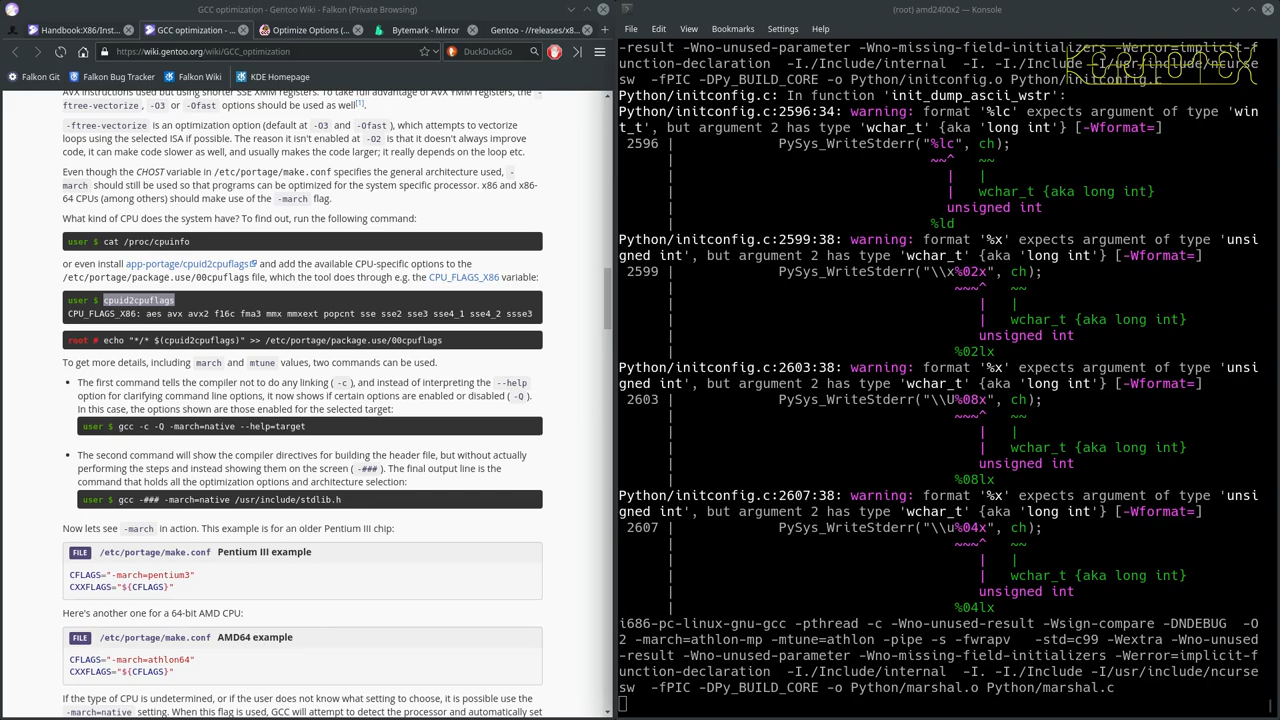 GCC optimization - Gentoo Wiki - Falkon (Private Browsing)
Handbook:X86/Inst...
GCC optimization - G...
Optimize Options (...
Bytemark - Mirror
Gentoo -- releases/x8...
https://wiki.gentoo.org/wiki/GCC_optimization
DuckDuckGo
Falkon Git
Falkon Bug Tracker
Falkon Wiki
KDE Homepage
AVX instructions used but using shorter SSE XMM registers. To take full advantage of AVX YMM registers, the -
ftree-vectorize, -O3 or -Ofast options should be used as well[1].
-ftree-vectorize is an optimization option (default at -O3 and -Ofast), which attempts to vectorize
loops using the selected ISA if possible. The reason it isn't enabled at -O2 is that it doesn't always improve
code, it can make code slower as well, and usually makes the code larger; it really depends on the loop etc.
Even though the CHOST variable in /etc/portage/make.conf specifies the general architecture used, -
march should still be used so that programs can be optimized for the system specific processor. x86 and x86-
64 CPUs (among others) should make use of the -march flag.
What kind of CPU does the system have? To find out, run the following command:
user $ cat /proc/cpuinfo
or even install app-portage/cpuid2cpuflags and add the available CPU-specific options to the
/etc/portage/package.use/00cpuflags file, which the tool does through e.g. the CPU_FLAGS_X86 variable:
user $ cpuid2cpuflags
CPU_FLAGS_X86: aes avx avx2 f16c fma3 mmx mmxext popcnt sse sse2 sse3 sse4_1 sse4_2 ssse3
root # echo "*/* $(cpuid2cpuflags)" >> /etc/portage/package.use/00cpuflags
To get more details, including march and mtune values, two commands can be used.
The first command tells the compiler not to do any linking (-c), and instead of interpreting the --help
option for clarifying command line options, it now shows if certain options are enabled or disabled (-Q).
In this case, the options shown are those enabled for the selected target:
user $ gcc -c -Q -march=native --help=target
The second command will show the compiler directives for building the header file, but without actually
performing the steps and instead showing them on the screen (-###). The final output line is the
command that holds all the optimization options and architecture selection:
user $ gcc -### -march=native /usr/include/stdlib.h
Now lets see -march in action. This example is for an older Pentium III chip:
FILE /etc/portage/make.conf Pentium III example
CFLAGS="-march=pentium3"
CXXFLAGS="${CFLAGS}"
Here's another one for a 64-bit AMD CPU:
FILE /etc/portage/make.conf AMD64 example
CFLAGS="-march=athlon64"
CXXFLAGS="${CFLAGS}"
If the type of CPU is undetermined, or if the user does not know what setting to choose, it is possible use the
-march=native setting. When this flag is used, GCC will attempt to detect the processor and automatically set
(root) amd2400x2 — Konsole
File Edit View Bookmarks Settings Help
-result -Wno-unused-parameter -Wno-missing-field-initializers -Werror=implicit-f
unction-declaration -I./Include/internal -I. -I./Include -I/usr/include/ncurse
sw -fPIC -DPy_BUILD_CORE -o Python/initconfig.o Python/initconfig.c
Python/initconfig.c: In function 'init_dump_ascii_wstr':
Python/initconfig.c:2596:34: warning: format '%lc' expects argument of type 'win
t_t', but argument 2 has type 'wchar_t' {aka 'long int'} [-Wformat=]
2596 | PySys_WriteStderr("%lc", ch);
| ~~^ ~~
| | |
| | wchar_t {aka long int}
| unsigned int
| %ld
Python/initconfig.c:2599:38: warning: format '%x' expects argument of type 'unsi
gned int', but argument 2 has type 'wchar_t' {aka 'long int'} [-Wformat=]
2599 | PySys_WriteStderr("\\x%02x", ch);
| ~~~^ ~~
| | |
| | wchar_t {aka long int}
| unsigned int
| %02lx
Python/initconfig.c:2603:38: warning: format '%x' expects argument of type 'unsi
gned int', but argument 2 has type 'wchar_t' {aka 'long int'} [-Wformat=]
2603 | PySys_WriteStderr("\\U%08x", ch);
| ~~~^ ~~
| | |
| | wchar_t {aka long int}
| unsigned int
| %08lx
Python/initconfig.c:2607:38: warning: format '%x' expects argument of type 'unsi
gned int', but argument 2 has type 'wchar_t' {aka 'long int'} [-Wformat=]
2607 | PySys_WriteStderr("\\u%04x", ch);
| ~~~^ ~~
| | |
| | wchar_t {aka long int}
| unsigned int
| %04lx
i686-pc-linux-gnu-gcc -pthread -c -Wno-unused-result -Wsign-compare -DNDEBUG -O
2 -march=athlon-mp -mtune=athlon -pipe -s -fwrapv -std=c99 -Wextra -Wno-unused
-result -Wno-unused-parameter -Wno-missing-field-initializers -Werror=implicit-f
unction-declaration -I./Include/internal -I. -I./Include -I/usr/include/ncurse
sw -fPIC -DPy_BUILD_CORE -o Python/marshal.o Python/marshal.c